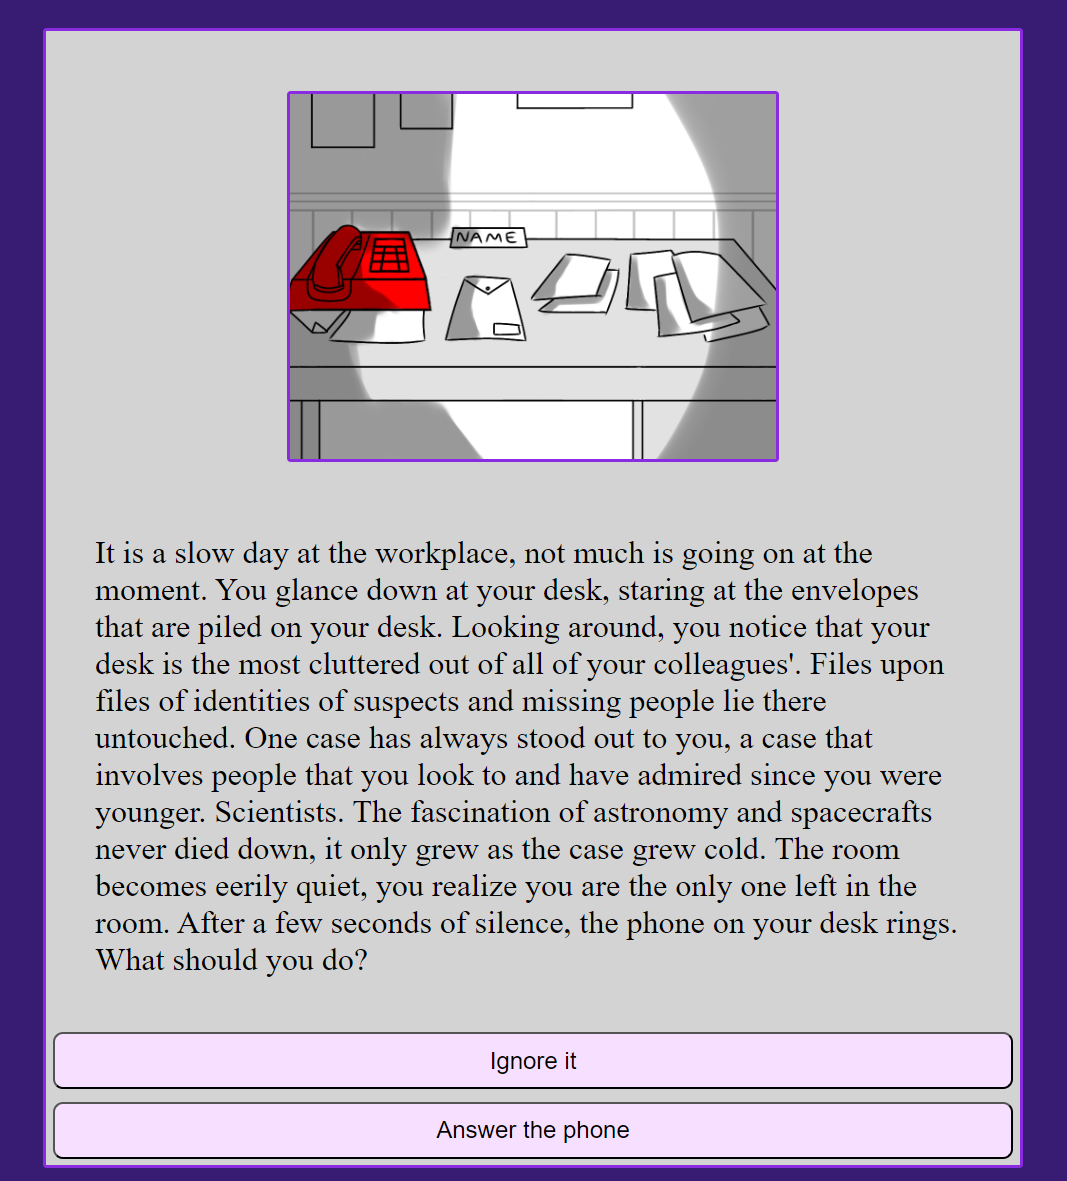 NAME
It is a slow day at the workplace, not much is going on at the
moment. You glance down at your desk, staring at the envelopes
that are piled on your desk. Looking around, you notice that your
desk is the most cluttered out of all of your colleagues'. Files upon
files of identities of suspects and missing people lie there
untouched. One case has always stood out to you, a case that
involves people that you look to and have admired since you were
younger. Scientists. The fascination of astronomy and spacecrafts
never died down, it only grew as the case grew cold. The room
becomes eerily quiet, you realize you are the only one left in the
room. After a few seconds of silence, the phone on your desk rings.
What should you do?
Ignore it
Answer the phone